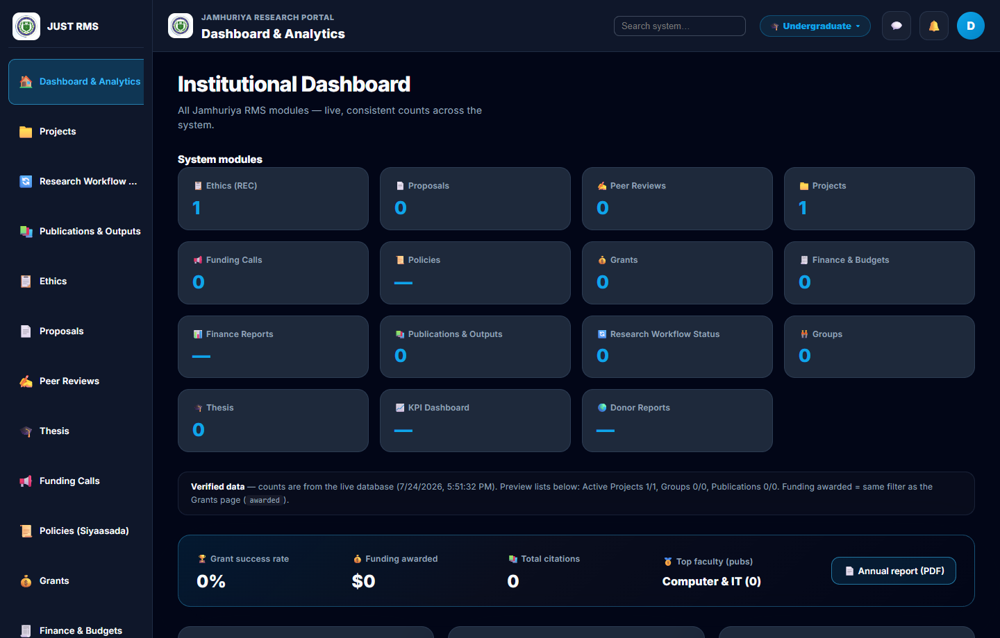 JUST RMS
Dashboard & Analytics
Projects
Research Workflow ...
Publications & Outputs
Ethics
Proposals
Peer Reviews
Thesis
Funding Calls
Policies (Siyaasada)
Grants
Finance & Budgets
JAMHURIYA RESEARCH PORTAL
Dashboard & Analytics
Search system...
Undergraduate
D
Institutional Dashboard
All Jamhuriya RMS modules — live, consistent counts across the
system.
System modules
Ethics (REC)
1
Proposals
0
Peer Reviews
0
Projects
1
Funding Calls
0
Policies
—
Grants
0
Finance & Budgets
0
Finance Reports
—
Publications & Outputs
0
Research Workflow Status
0
Groups
0
Thesis
0
KPI Dashboard
—
Donor Reports
—
Verified data — counts are from the live database (7/24/2026, 5:51:32 PM). Preview lists below: Active Projects 1/1, Groups 0/0, Publications 0/0. Funding awarded = same filter as the
Grants page ( awarded ).
Grant success rate
0%
Funding awarded
$0
Total citations
0
Top faculty (pubs)
Computer & IT (0)
Annual report (PDF)